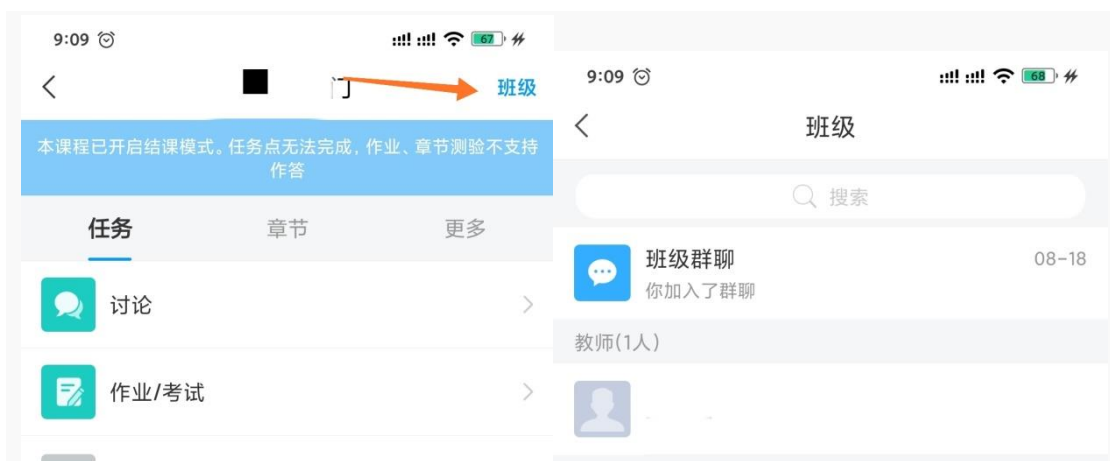 9:09
67
门
班级
本课程已开启结课模式。任务点无法完成，作业、章节测验不支持
作答
任务
章节
更多
讨论
作业/考试
9:09
68
班级
搜索
班级群聊
08-18
你加入了群聊
教师(1人)